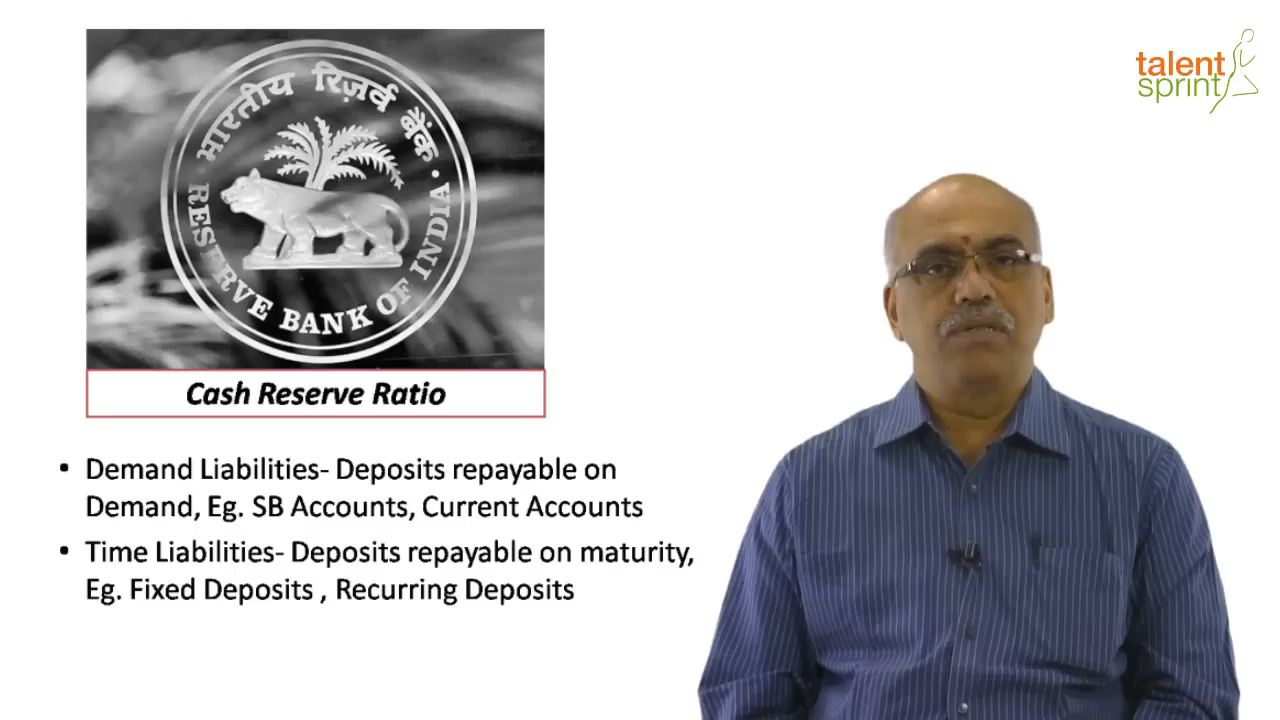 भारतीय रिज़र्व बैंक
RESERVE BANK OF INDIA
talent
sprint
Cash Reserve Ratio
• Demand Liabilities- Deposits repayable on
Demand, Eg. SB Accounts, Current Accounts
• Time Liabilities- Deposits repayable on maturity,
Eg. Fixed Deposits , Recurring Deposits